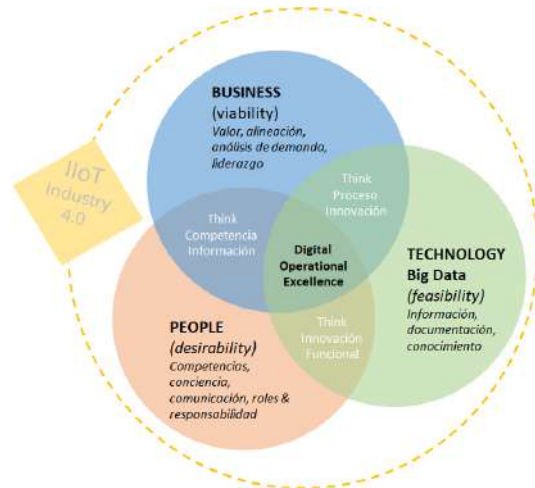 BUSINESS
(viability)
Valor, alineación,
análisis de demanda,
liderazgo
IIoT
Industry
4.0
Think
Proceso
Innovación
Think
Competencia
Información
Digital
Operational
Excellence
TECHNOLOGY
Big Data
(feasibility)
Información,
documentación,
conocimiento
PEOPLE
(desirability)
Competencias,
conciencia,
comunicación, roles &
responsabilidad
Think
Innovación
Funcional